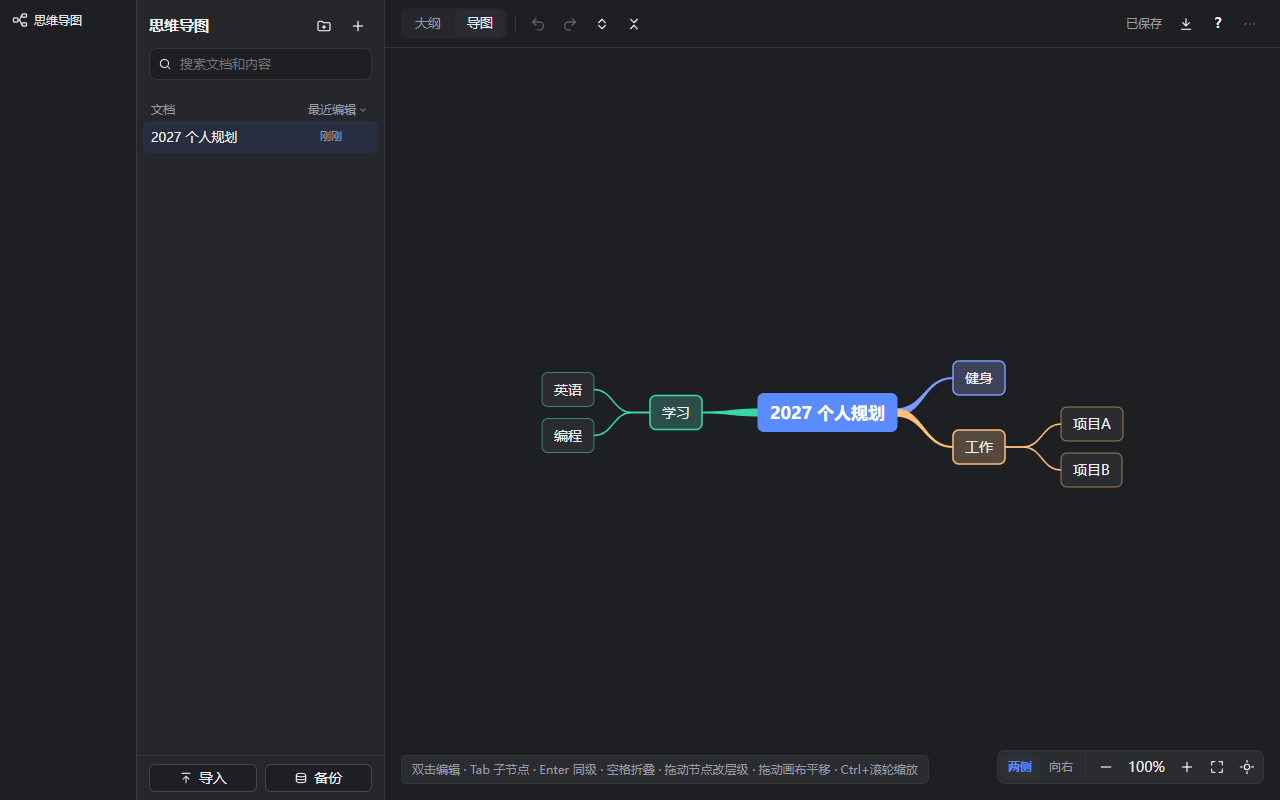 思维导图
思维导图
搜索文档和内容
文档 最近编辑
2027 个人规划 刚刚
导入 备份
大纲 导图
已保存 ? ···
英语
编程
学习
2027 个人规划
健身
工作
项目A
项目B
双击编辑 · Tab 子节点 · Enter 同级 · 空格折叠 · 拖动节点改层级 · 拖动画布平移 · Ctrl+滚轮缩放
两侧 向右 − 100% +